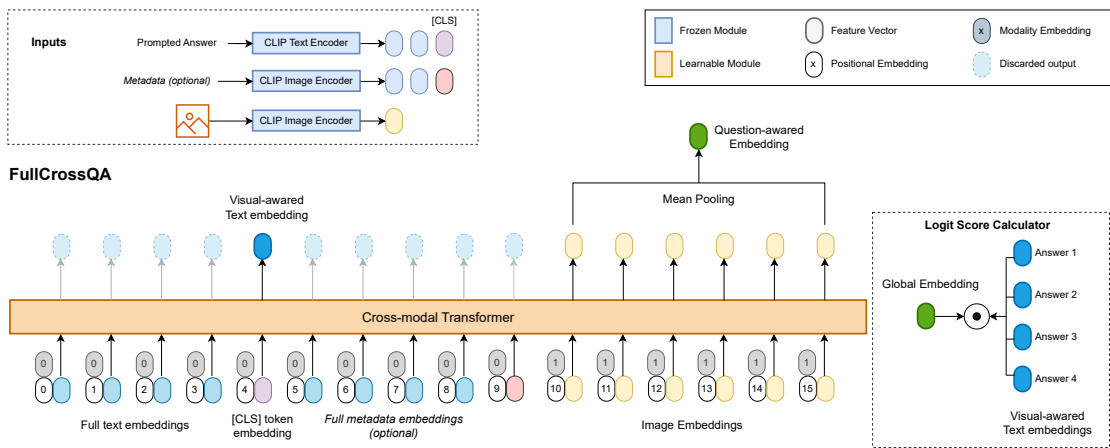 [CLS]
Inputs
Prompted Answer
CLIP Text Encoder
Metadata (optional)
CLIP Image Encoder
CLIP Image Encoder
Frozen Module
Feature Vector
x
Modality Embedding
Learnable Module
x
Positional Embedding
Discarded output
Question-awared
Embedding
FullCrossQA
Visual-awared
Text embedding
Mean Pooling
Logit Score Calculator
Answer 1
Global Embedding
Answer 2
Answer 3
Answer 4
Visual-awared
Text embeddings
Cross-modal Transformer
0 0 0 0 0 0 0 0 0 0 1 1 1 1 1 1
0 1 2 3 4 5 6 7 8 9 10 11 12 13 14 15
Full text embeddings
[CLS] token
embedding
Full metadata embeddings
(optional)
Image Embeddings